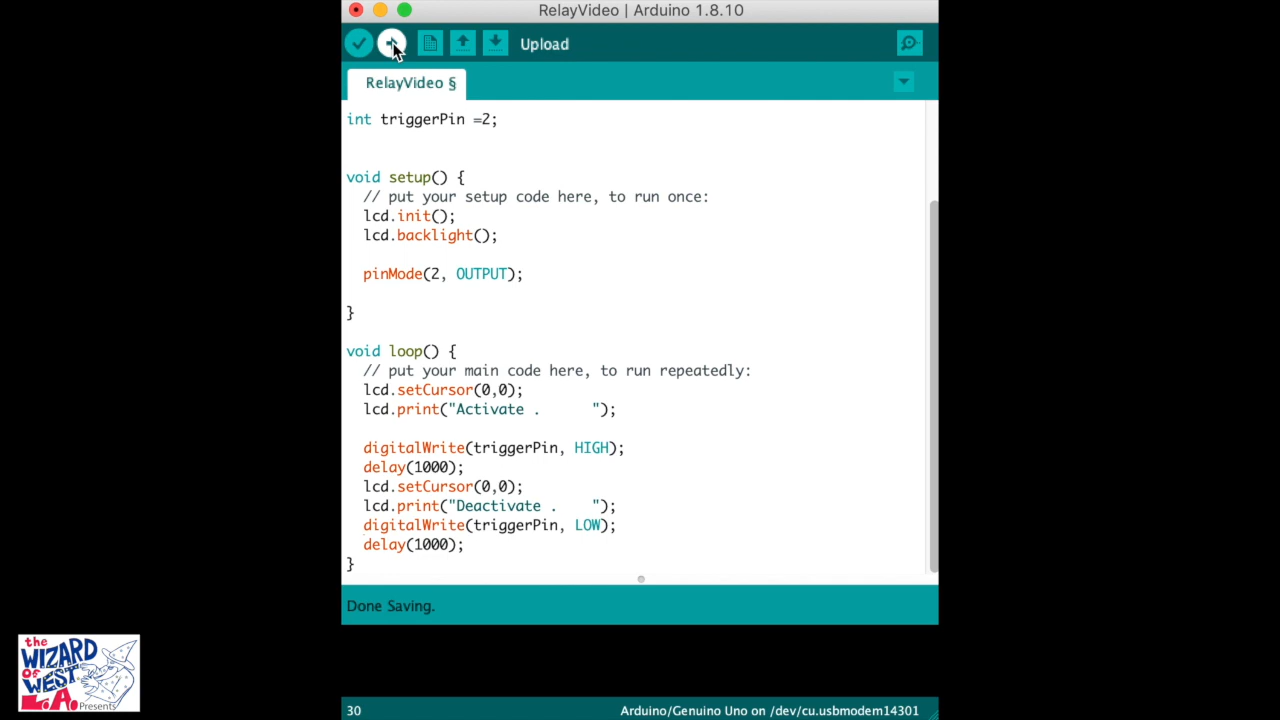 RelayVideo | Arduino 1.8.10
Upload
RelayVideo §
int triggerPin =2;
void setup() {
  // put your setup code here, to run once:
  lcd.init();
  lcd.backlight();
  pinMode(2, OUTPUT);
}
void loop() {
  // put your main code here, to run repeatedly:
  lcd.setCursor(0,0);
  lcd.print("Activate .      ");
  digitalWrite(triggerPin, HIGH);
  delay(1000);
  lcd.setCursor(0,0);
  lcd.print("Deactivate .    ");
  digitalWrite(triggerPin, LOW);
  delay(1000);
}
Done Saving.
the
WIZARD
OF
WEST
L.A.
Presents
30
Arduino/Genuino Uno on /dev/cu.usbmodem14301